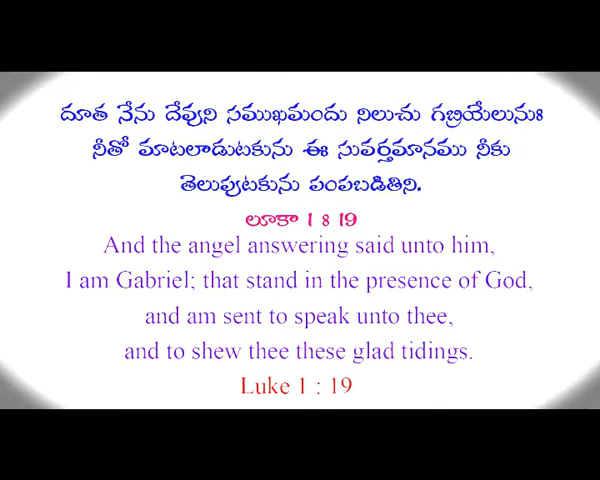 దూత నేను దేవుని సముఖమందు నిలుచు గబ్రియేలునుః
నీతో మాటలాడుటకును ఈ సువర్తమానము నీకు
తెలుపుటకును పంపబడితిని.
లూకా 1 : 19
And the angel answering said unto him,
I am Gabriel; that stand in the presence of God,
and am sent to speak unto thee,
and to shew thee these glad tidings.
Luke 1 : 19